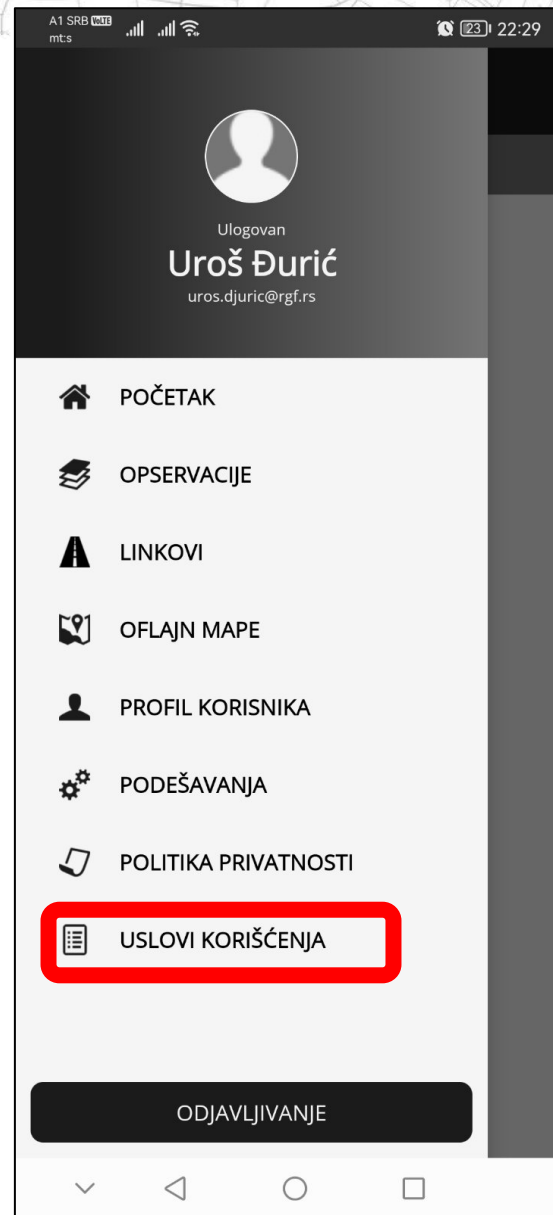 A1 SRB VoLTE
mt:s
23 22:29
Ulogovan
Uroš Đurić
uros.djuric@rgf.rs
POČETAK
OPSERVACIJE
LINKOVI
OFLAJN MAPE
PROFIL KORISNIKA
PODEŠAVANJA
POLITIKA PRIVATNOSTI
USLOVI KORIŠĆENJA
ODJAVLJIVANJE